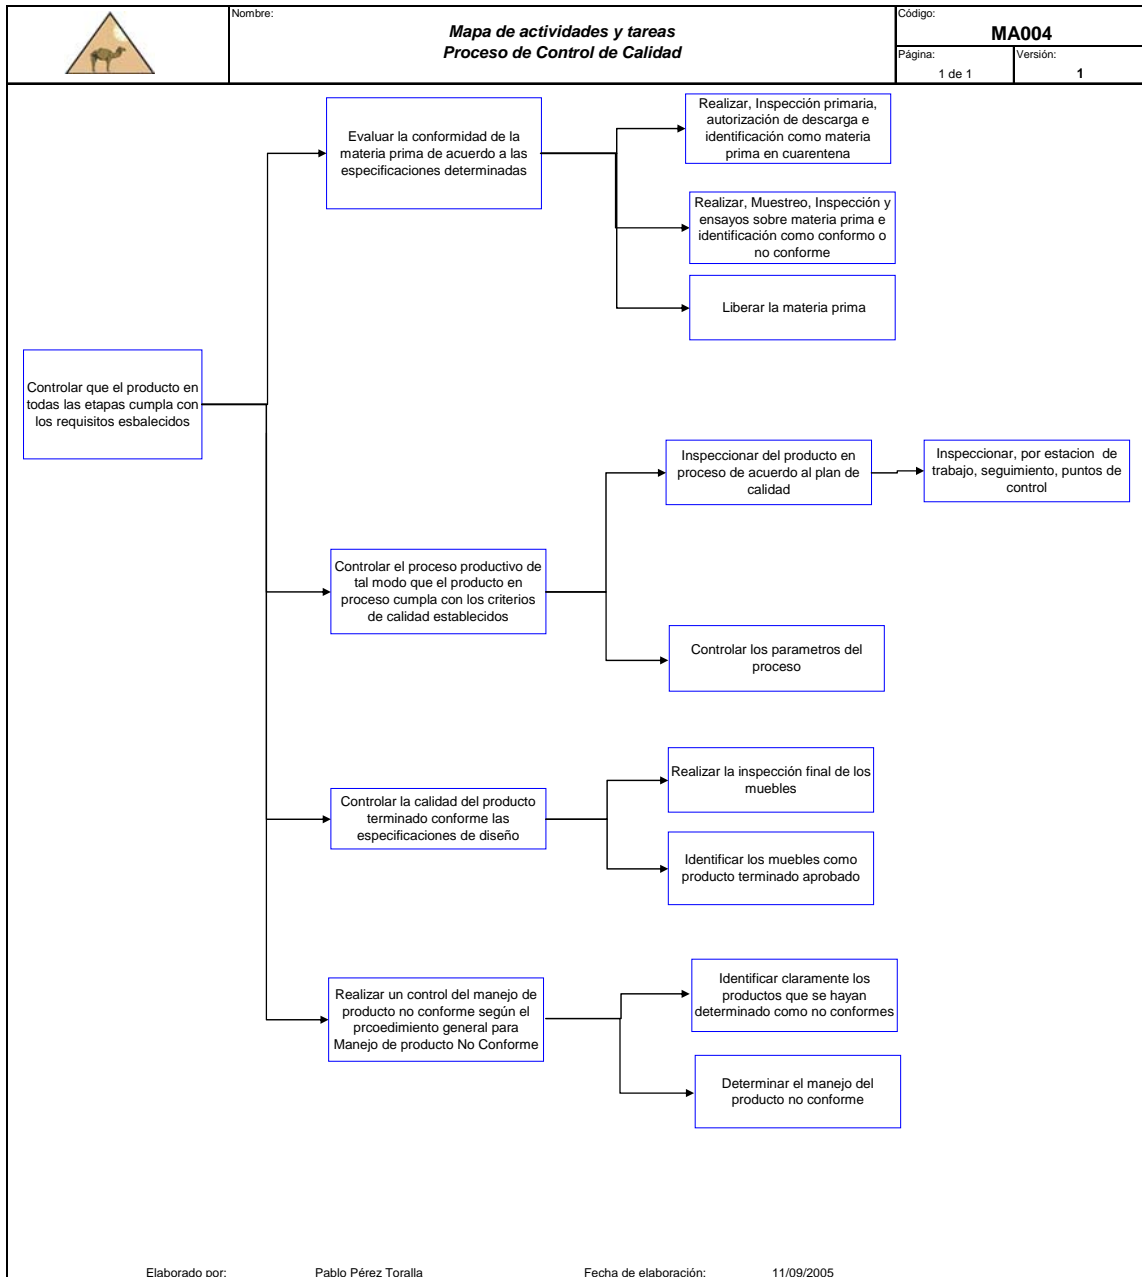 Nombre:
Mapa de actividades y tareas
Proceso de Control de Calidad
Código:
MA004
Página:
1 de 1
Versión:
1
Realizar, Inspección primaria,
autorización de descarga e
identificación como materia
prima en cuarentena
Evaluar la conformidad de la
materia prima de acuerdo a las
especificaciones determinadas
Realizar, Muestreo, Inspección y
ensayos sobre materia prima e
identificación como conformo o
no conforme
Liberar la materia prima
Controlar que el producto en
todas las etapas cumpla con
los requisitos esbalecidos
Inspeccionar del producto en
proceso de acuerdo al plan de
calidad
Inspeccionar, por estacion de
trabajo, seguimiento, puntos de
control
Controlar el proceso productivo de
tal modo que el producto en
proceso cumpla con los criterios
de calidad establecidos
Controlar los parametros del
proceso
Realizar la inspección final de los
muebles
Controlar la calidad del producto
terminado conforme las
especificaciones de diseño
Identificar los muebles como
producto terminado aprobado
Identificar claramente los
productos que se hayan
determinado como no conformes
Realizar un control del manejo de
producto no conforme según el
prcoedimiento general para
Manejo de producto No Conforme
Determinar el manejo del
producto no conforme
Elaborado por:
Pablo Pérez Toralla
Fecha de elaboración:
11/09/2005